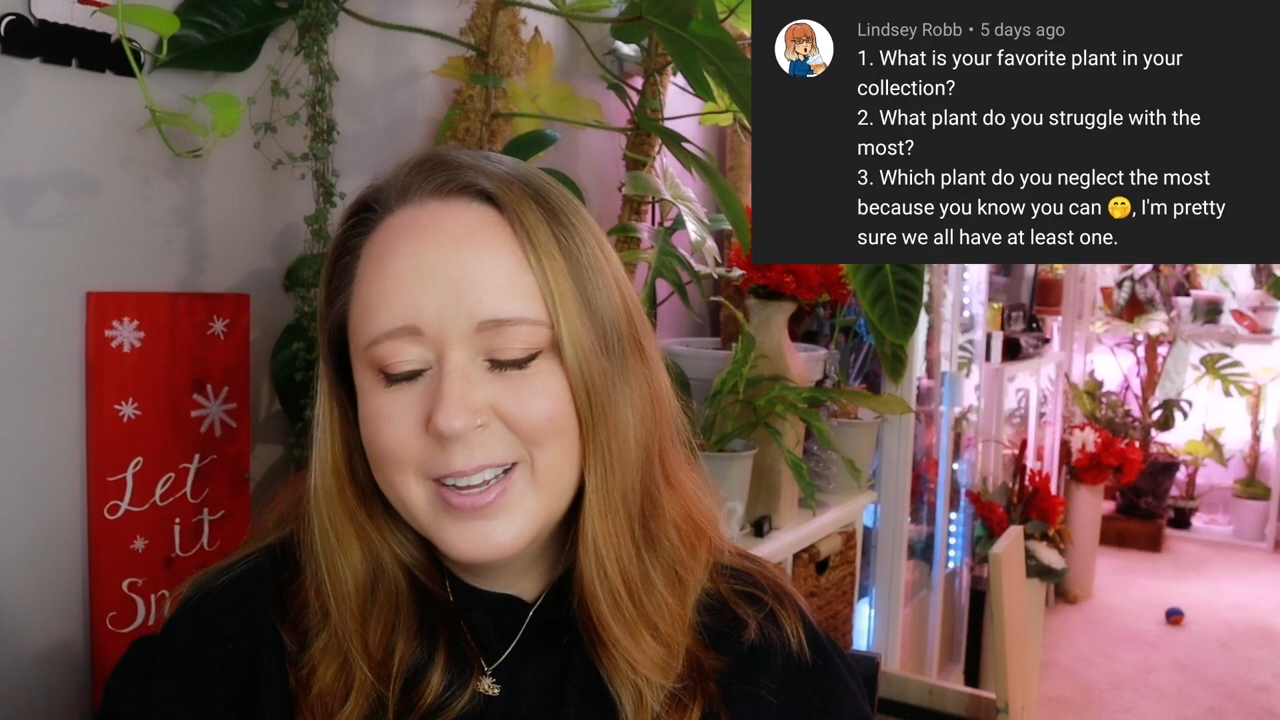 Lindsey Robb • 5 days ago
1. What is your favorite plant in your
collection?
2. What plant do you struggle with the
most?
3. Which plant do you neglect the most
because you know you can 🤭, I'm pretty
sure we all have at least one.
Let
it